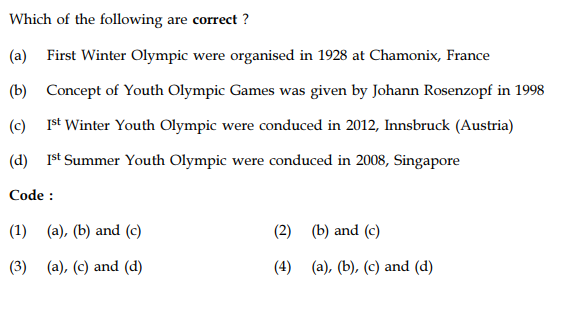 Which of the following are correct ?
(a) First Winter Olympic were organised in 1928 at Chamonix, France
(b) Concept of Youth Olympic Games was given by Johann Rosenzopf in 1998
(c) Ist Winter Youth Olympic were conduced in 2012, Innsbruck (Austria)
(d) Ist Summer Youth Olympic were conduced in 2008, Singapore
Code :
(1) (a), (b) and (c) (2) (b) and (c)
(3) (a), (c) and (d) (4) (a), (b), (c) and (d)